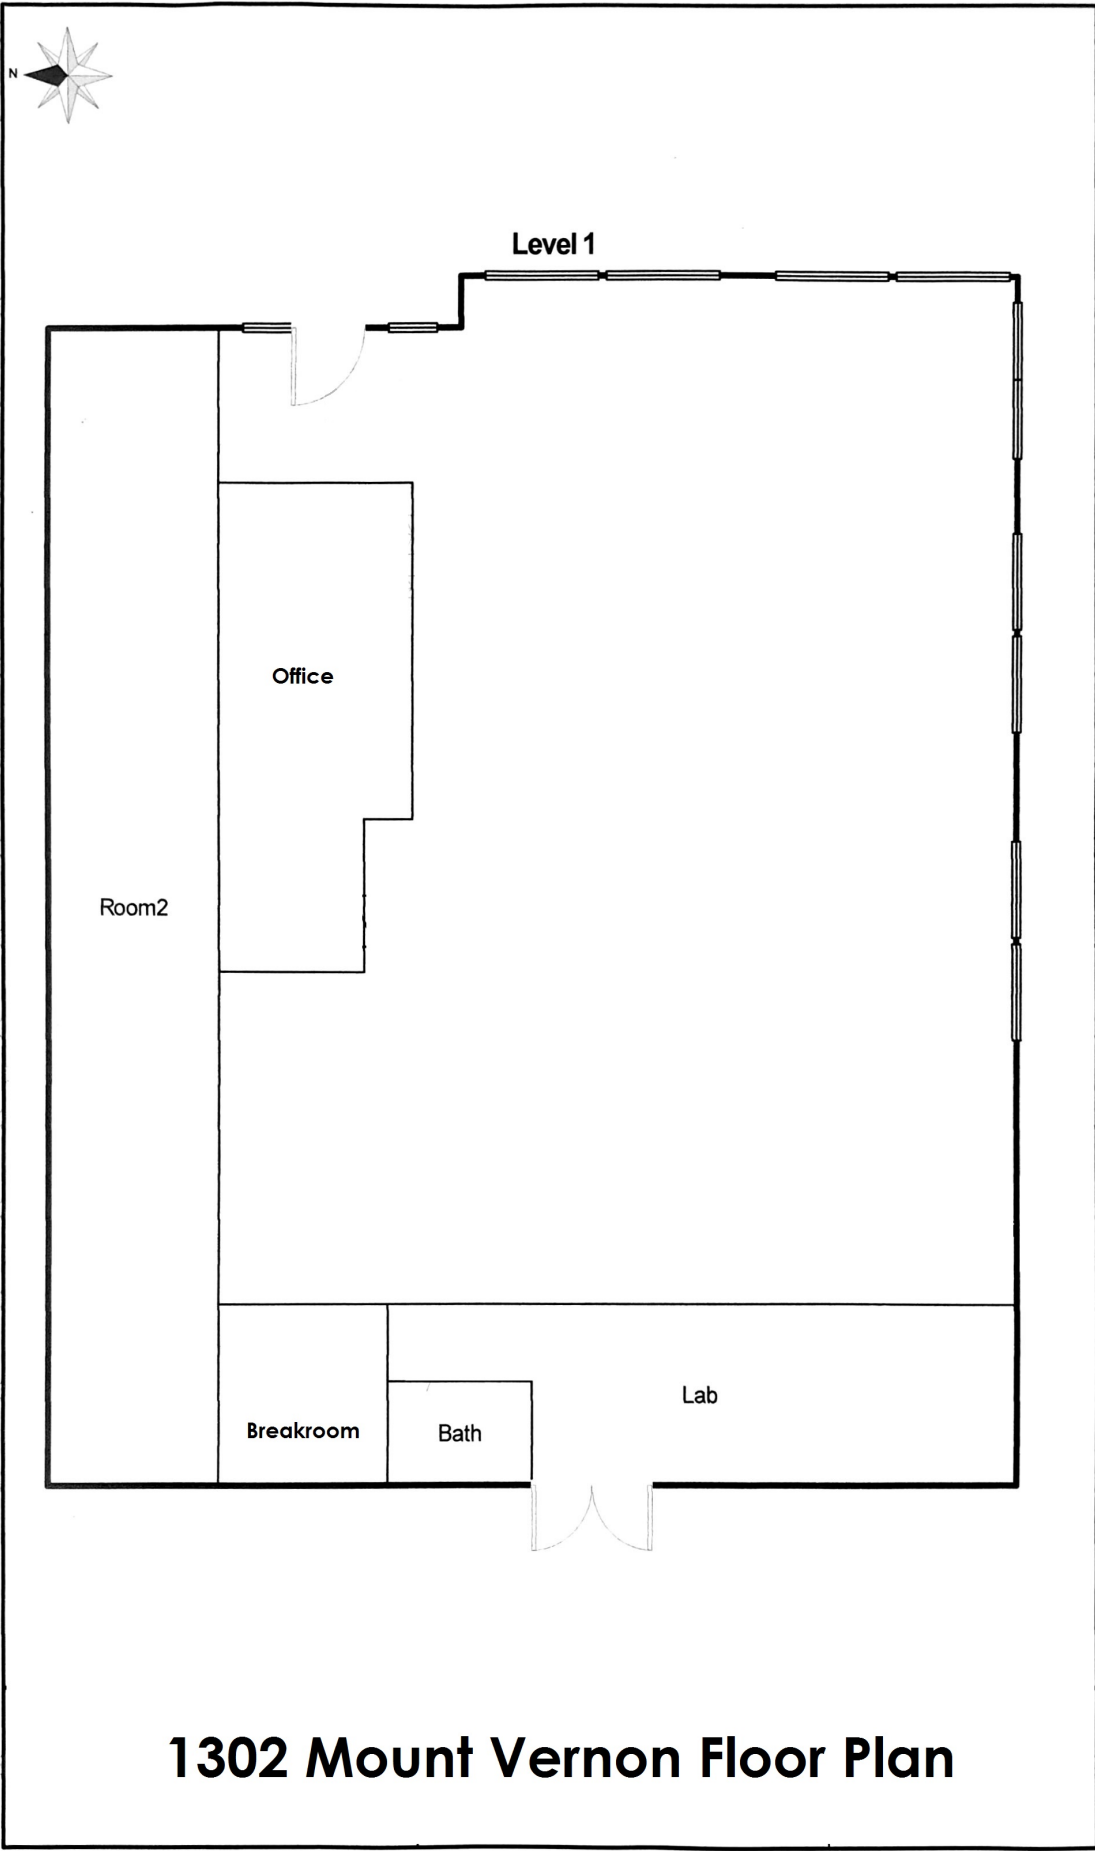 N
Level 1
Office
Room2
Lab
Breakroom
Bath
1302 Mount Vernon Floor Plan